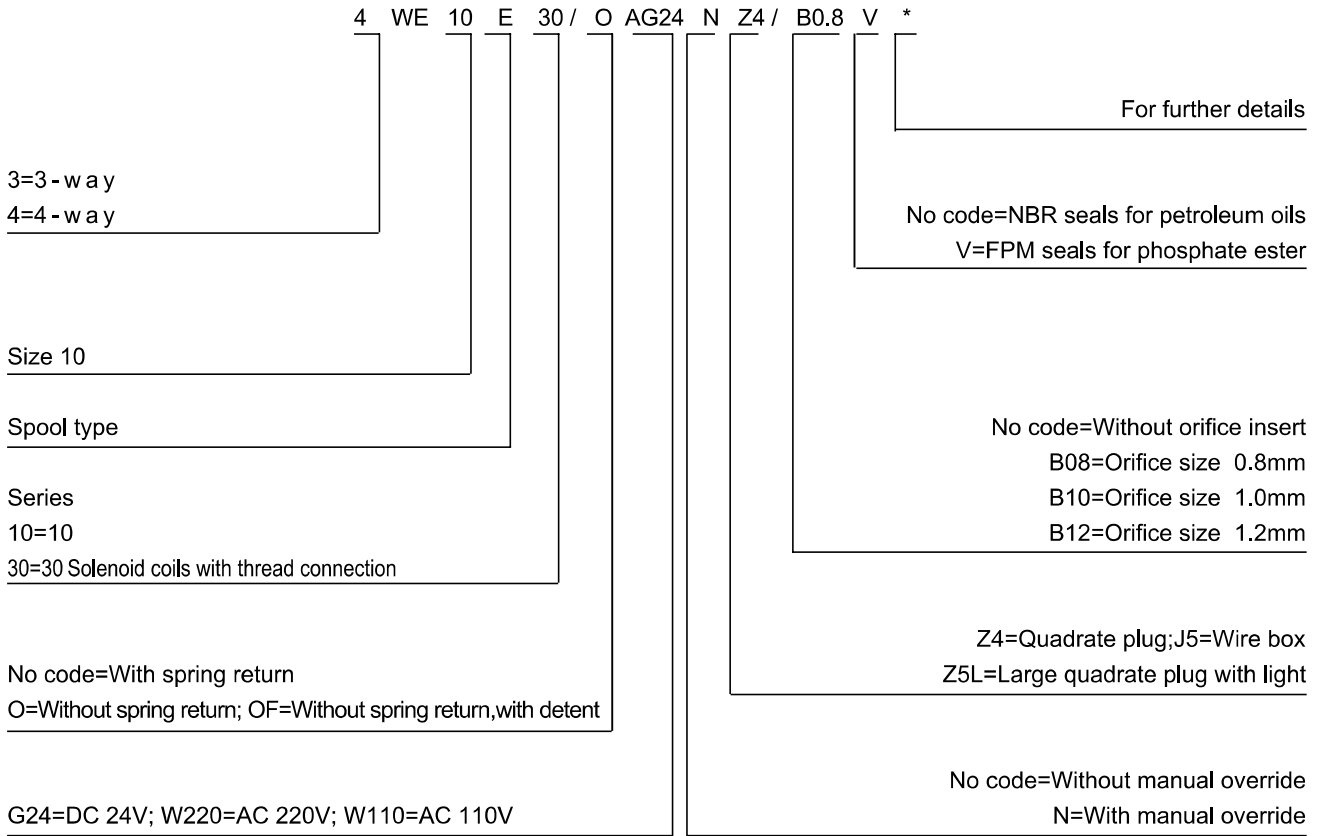 4 WE 10 E 30 / O AG24 N Z4 / B0.8 V *
For further details
3=3-way
4=4-way
No code=NBR seals for petroleum oils
V=FPM seals for phosphate ester
Size 10
Spool type
No code=Without orifice insert
B08=Orifice size 0.8mm
Series
B10=Orifice size 1.0mm
10=10
B12=Orifice size 1.2mm
30=30 Solenoid coils with thread connection
Z4=Quadrate plug;J5=Wire box
No code=With spring return
Z5L=Large quadrate plug with light
O=Without spring return; OF=Without spring return,with detent
No code=Without manual override
G24=DC 24V; W220=AC 220V; W110=AC 110V
N=With manual override